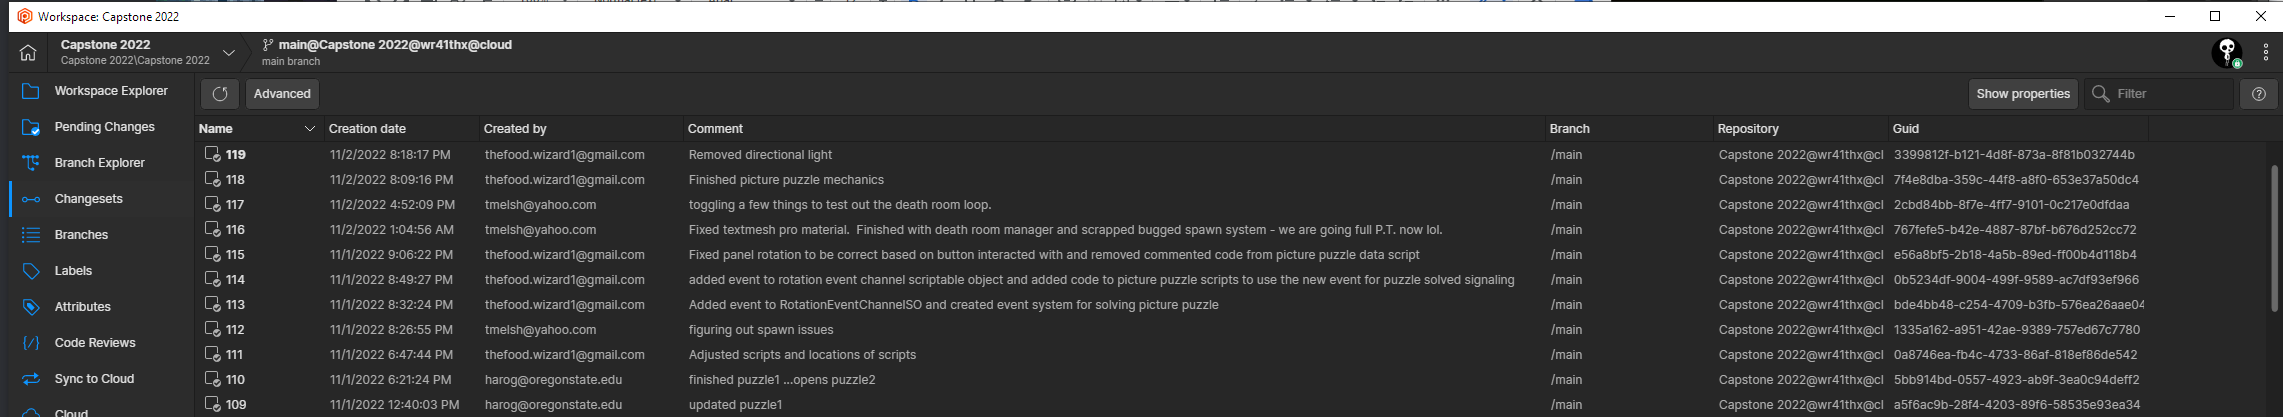 Workspace: Capstone 2022
Capstone 2022
Capstone 2022\Capstone 2022
main@Capstone 2022@wr41thx@cloud
main branch
Workspace Explorer
Pending Changes
Branch Explorer
Changesets
Branches
Labels
Attributes
Code Reviews
Sync to Cloud
Cloud
Advanced
Show properties
Filter
Name Creation date Created by Comment Branch Repository Guid
119 11/2/2022 8:18:17 PM thefood.wizard1@gmail.com Removed directional light /main Capstone 2022@wr41thx@cl 3399812f-b121-4d8f-873a-8f81b032744b
118 11/2/2022 8:09:16 PM thefood.wizard1@gmail.com Finished picture puzzle mechanics /main Capstone 2022@wr41thx@cl 7f4e8dba-359c-44f8-a8f0-653e37a50dc4
117 11/2/2022 4:52:09 PM tmelsh@yahoo.com toggling a few things to test out the death room loop. /main Capstone 2022@wr41thx@cl 2cbd84bb-8f7e-4ff7-9101-0c217e0dfdaa
116 11/2/2022 1:04:56 AM tmelsh@yahoo.com Fixed textmesh pro material.  Finished with death room manager and scrapped bugged spawn system - we are going full P.T. now lol. /main Capstone 2022@wr41thx@cl 767fefe5-b42e-4887-87bf-b676d252cc72
115 11/1/2022 9:06:22 PM thefood.wizard1@gmail.com Fixed panel rotation to be correct based on button interacted with and removed commented code from picture puzzle data script /main Capstone 2022@wr41thx@cl e56a8bf5-2b18-4a5b-89ed-ff00b4d118b4
114 11/1/2022 8:49:27 PM thefood.wizard1@gmail.com added event to rotation event channel scriptable object and added code to picture puzzle scripts to use the new event for puzzle solved signaling /main Capstone 2022@wr41thx@cl 0b5234df-9004-499f-9589-ac7df93ef966
113 11/1/2022 8:32:24 PM thefood.wizard1@gmail.com Added event to RotationEventChannelSO and created event system for solving picture puzzle /main Capstone 2022@wr41thx@cl bde4bb48-c254-4709-b3fb-576ea26aae04
112 11/1/2022 8:26:55 PM tmelsh@yahoo.com figuring out spawn issues /main Capstone 2022@wr41thx@cl 1335a162-a951-42ae-9389-757ed67c7780
111 11/1/2022 6:47:44 PM thefood.wizard1@gmail.com Adjusted scripts and locations of scripts /main Capstone 2022@wr41thx@cl 0a8746ea-fb4c-4733-86af-818ef86de542
110 11/1/2022 6:21:24 PM harog@oregonstate.edu finished puzzle1 ...opens puzzle2 /main Capstone 2022@wr41thx@cl 5bb914bd-0557-4923-ab9f-3ea0c94deff2
109 11/1/2022 12:40:03 PM harog@oregonstate.edu updated puzzle1 /main Capstone 2022@wr41thx@cl a5f6ac9b-28f4-4203-89f6-58535e93ea34